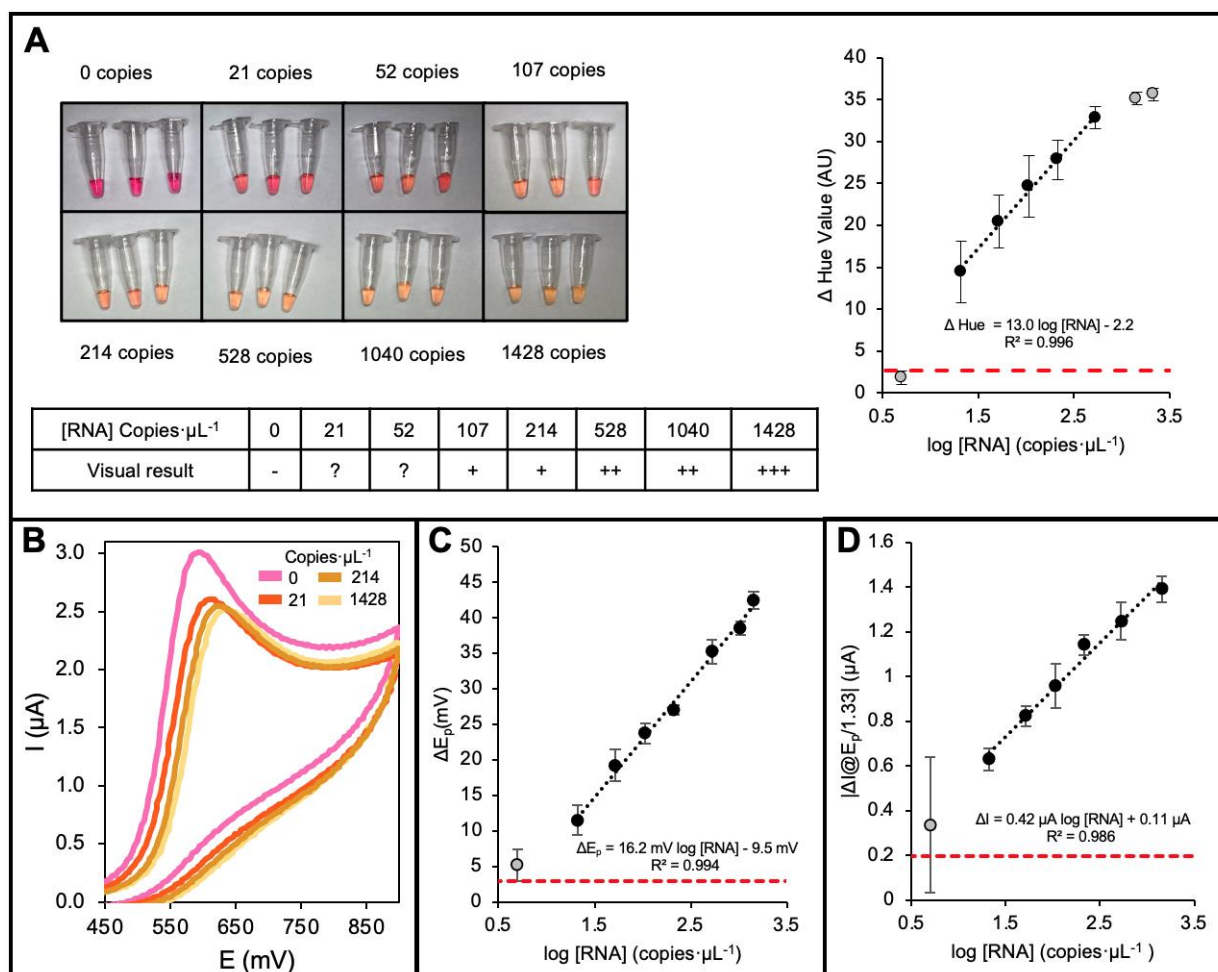 A
0 copies 21 copies 52 copies 107 copies
214 copies 528 copies 1040 copies 1428 copies
[RNA] Copies·µL⁻¹ 0 21 52 107 214 528 1040 1428
Visual result - ? ? + + ++ ++ +++
Δ Hue Value (AU)
40
35
30
25
20
15
10
5
0
Δ Hue = 13.0 log [RNA] - 2.2
R² = 0.996
0.5 1.5 2.5 3.5
log [RNA] (copies·µL⁻¹)
B
Copies·µL⁻¹
0 214
21 1428
I (µA)
3.0
2.5
2.0
1.5
1.0
0.5
0.0
450 550 650 750 850
E (mV)
C
ΔEₚ(mV)
50
45
40
35
30
25
20
15
10
5
0
ΔEₚ = 16.2 mV log [RNA] - 9.5 mV
R² = 0.994
0.5 1.5 2.5 3.5
log [RNA] (copies·µL⁻¹)
D
|ΔI@Eₚ/1.33| (µA)
1.6
1.4
1.2
1
0.8
0.6
0.4
0.2
0
ΔI = 0.42 µA log [RNA] + 0.11 µA
R² = 0.986
0.5 1.5 2.5 3.5
log [RNA] (copies·µL⁻¹ )